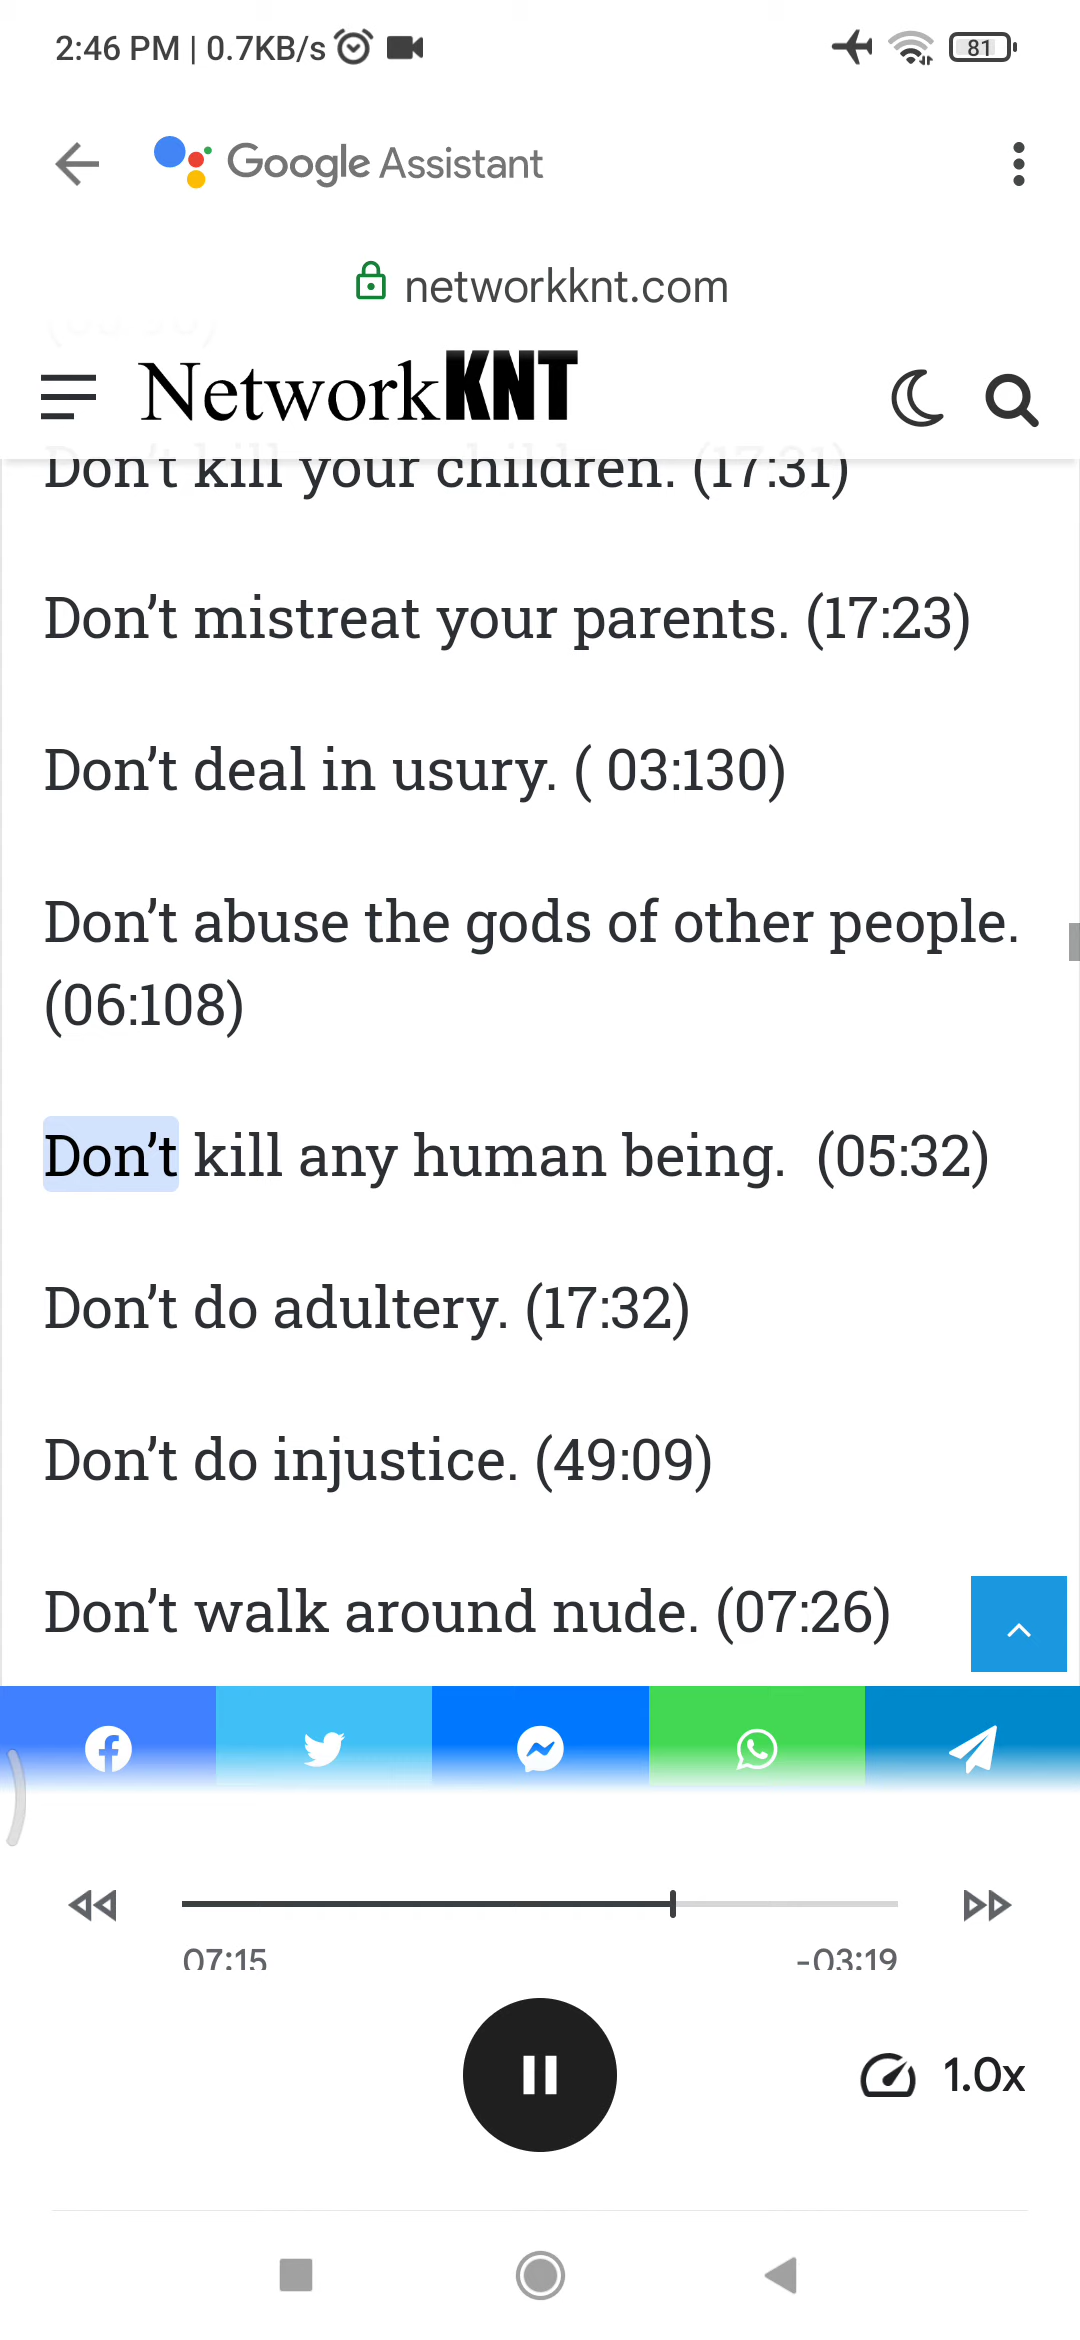 2:46 PM | 0.7KB/s
81
Google Assistant
networkknt.com
NetworkKNT
Don’t kill your children. (17:31)
Don’t mistreat your parents. (17:23)
Don’t deal in usury. ( 03:130)
Don’t abuse the gods of other people.
(06:108)
Don’t kill any human being.  (05:32)
Don’t do adultery. (17:32)
Don’t do injustice. (49:09)
Don’t walk around nude. (07:26)
07:15
-03:19
1.0x